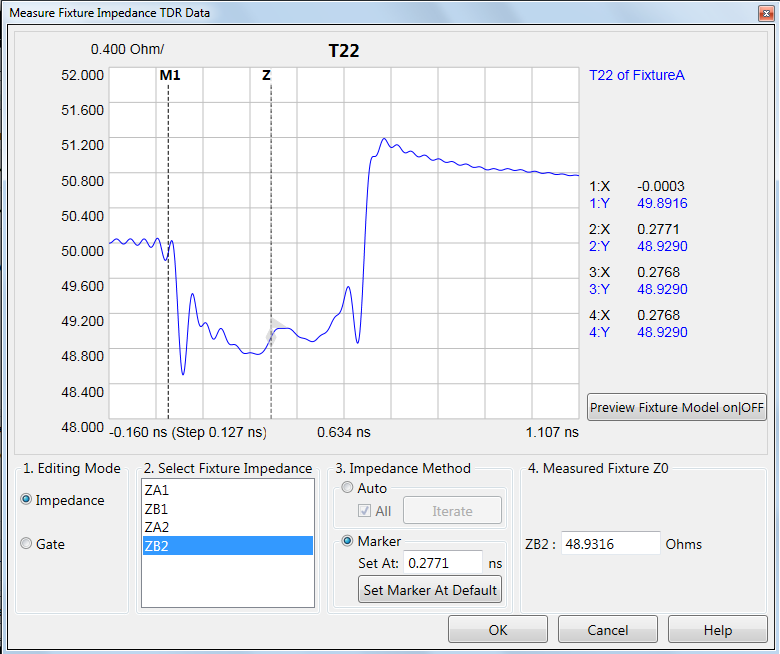 Measure Fixture Impedance TDR Data
0.400 Ohm/
T22
52.000
M1
Z
T22 of FixtureA
51.600
51.200
50.800
50.400
50.000
49.600
49.200
48.800
48.400
48.000
1:X -0.0003
1:Y 49.8916
2:X 0.2771
2:Y 48.9290
3:X 0.2768
3:Y 48.9290
4:X 0.2768
4:Y 48.9290
Preview Fixture Model on|OFF
-0.160 ns (Step 0.127 ns) 0.634 ns 1.107 ns
1. Editing Mode
Impedance
Gate
2. Select Fixture Impedance
ZA1
ZB1
ZA2
ZB2
3. Impedance Method
Auto
All Iterate
Marker
Set At: 0.2771 ns
Set Marker At Default
4. Measured Fixture Z0
ZB2 : 48.9316 Ohms
OK Cancel Help